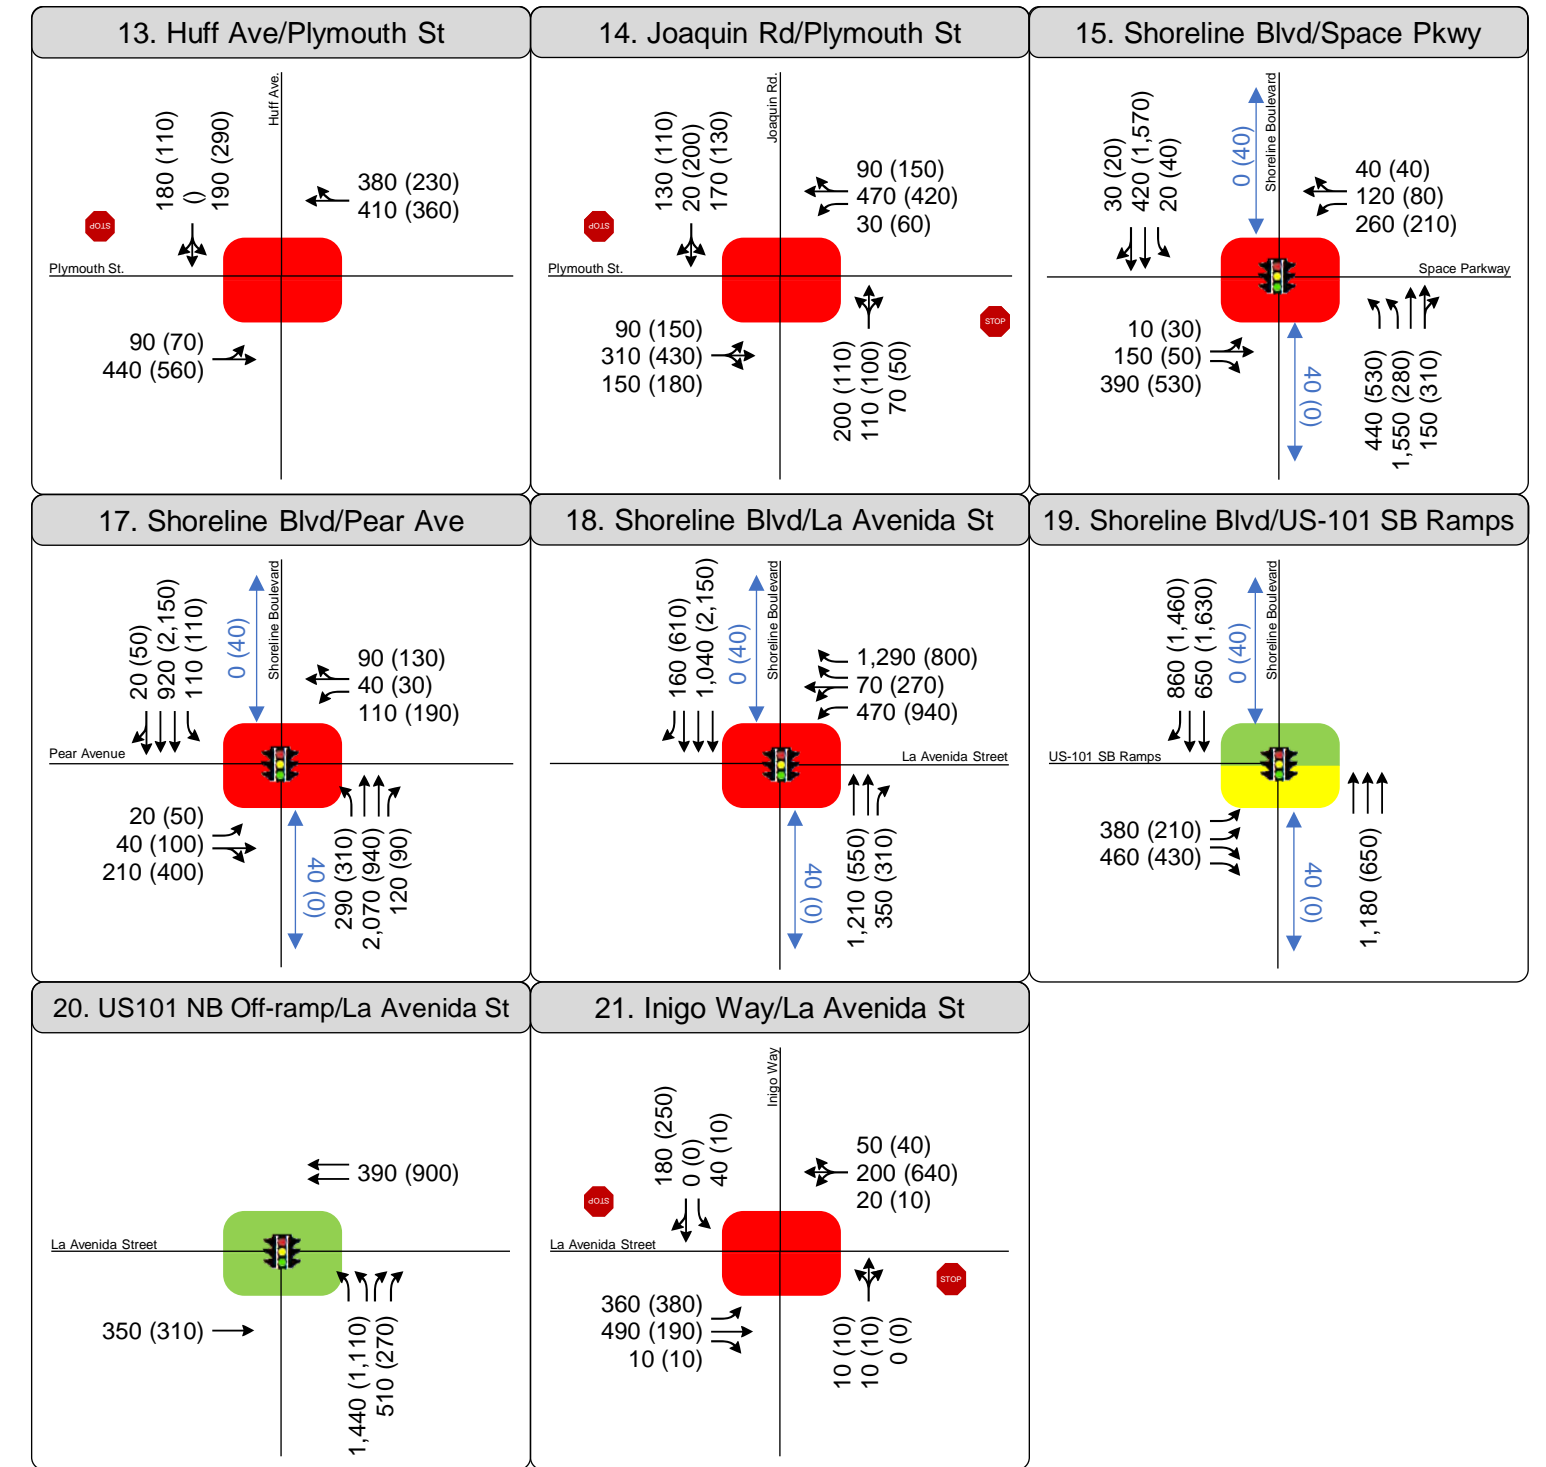 13. Huff Ave/Plymouth St
180 (110)
()
190 (290)
Huff Ave.
380 (230)
410 (360)
STOP
Plymouth St.
90 (70)
440 (560)
14. Joaquin Rd/Plymouth St
130 (110)
20 (200)
170 (130)
Joaquin Rd.
90 (150)
470 (420)
30 (60)
STOP
Plymouth St.
STOP
90 (150)
310 (430)
150 (180)
200 (110)
110 (100)
70 (50)
15. Shoreline Blvd/Space Pkwy
30 (20)
420 (1,570)
20 (40)
0 (40)
Shoreline Boulevard
40 (40)
120 (80)
260 (210)
Space Parkway
10 (30)
150 (50)
390 (530)
40 (0)
440 (530)
1,550 (280)
150 (310)
17. Shoreline Blvd/Pear Ave
20 (50)
920 (2,150)
110 (110)
0 (40)
Shoreline Boulevard
90 (130)
40 (30)
110 (190)
Pear Avenue
20 (50)
40 (100)
210 (400)
40 (0)
290 (310)
2,070 (940)
120 (90)
18. Shoreline Blvd/La Avenida St
160 (610)
1,040 (2,150)
0 (40)
Shoreline Boulevard
1,290 (800)
70 (270)
470 (940)
La Avenida Street
40 (0)
1,210 (550)
350 (310)
19. Shoreline Blvd/US-101 SB Ramps
860 (1,460)
650 (1,630)
0 (40)
Shoreline Boulevard
US-101 SB Ramps
380 (210)
460 (430)
40 (0)
1,180 (650)
20. US101 NB Off-ramp/La Avenida St
390 (900)
La Avenida Street
350 (310)
1,440 (1,110)
510 (270)
21. Inigo Way/La Avenida St
180 (250)
0 (0)
40 (10)
Inigo Way
50 (40)
200 (640)
20 (10)
STOP
La Avenida Street
STOP
360 (380)
490 (190)
10 (10)
10 (10)
10 (10)
0 (0)